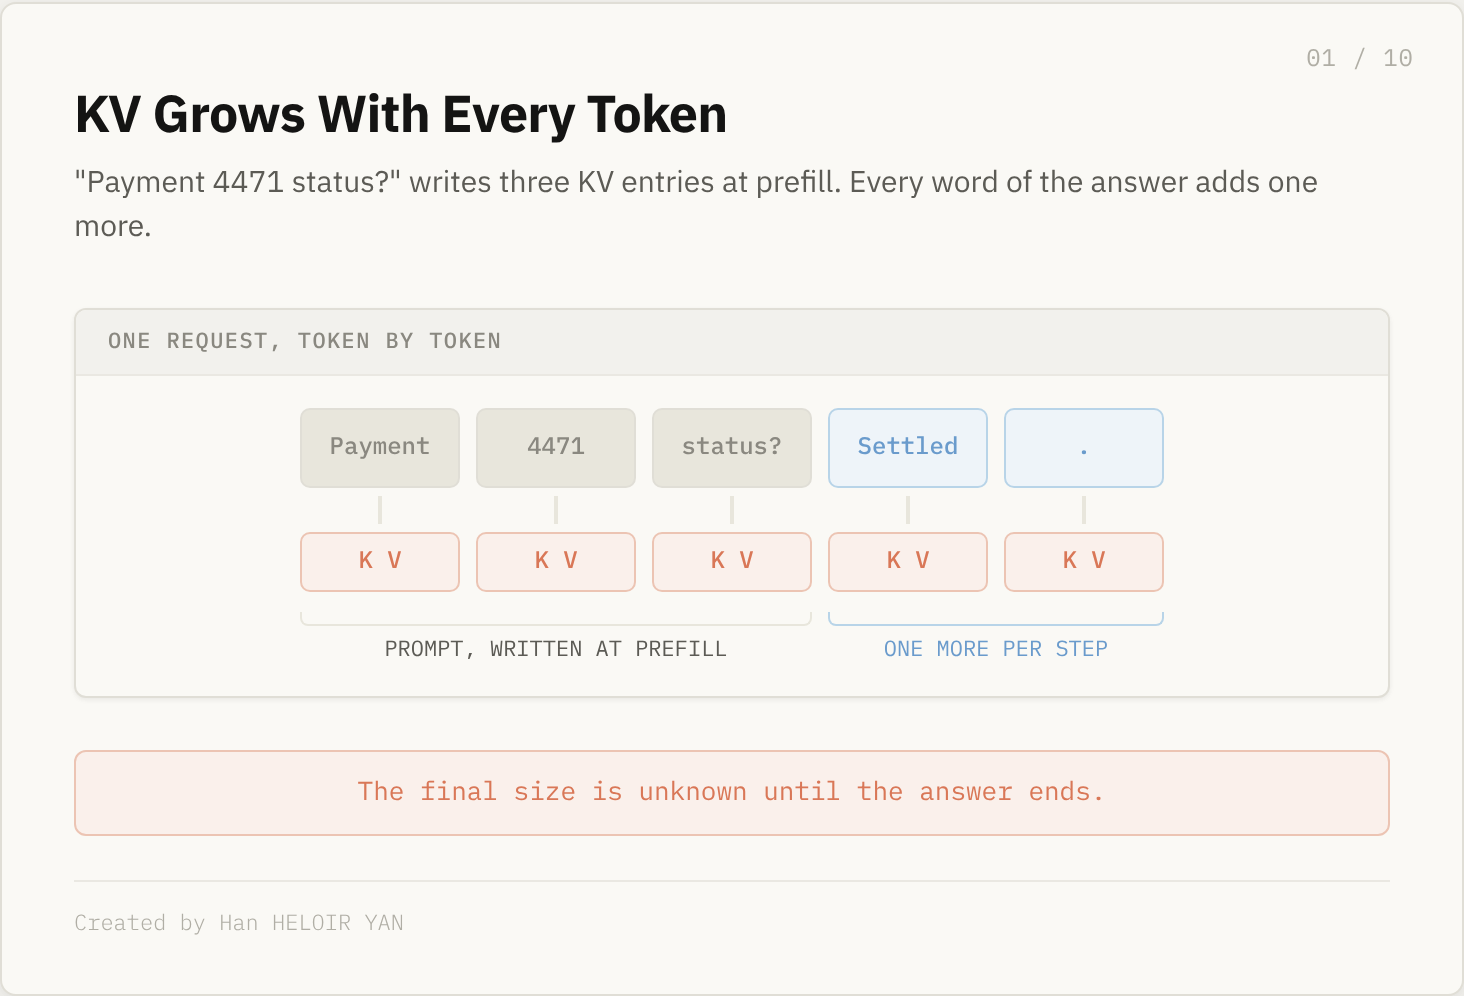 01 / 10
KV Grows With Every Token
"Payment 4471 status?" writes three KV entries at prefill. Every word of the answer adds one
more.
ONE REQUEST, TOKEN BY TOKEN
Payment 4471 status? Settled .
K V K V K V K V K V
PROMPT, WRITTEN AT PREFILL ONE MORE PER STEP
The final size is unknown until the answer ends.
Created by Han HELOIR YAN